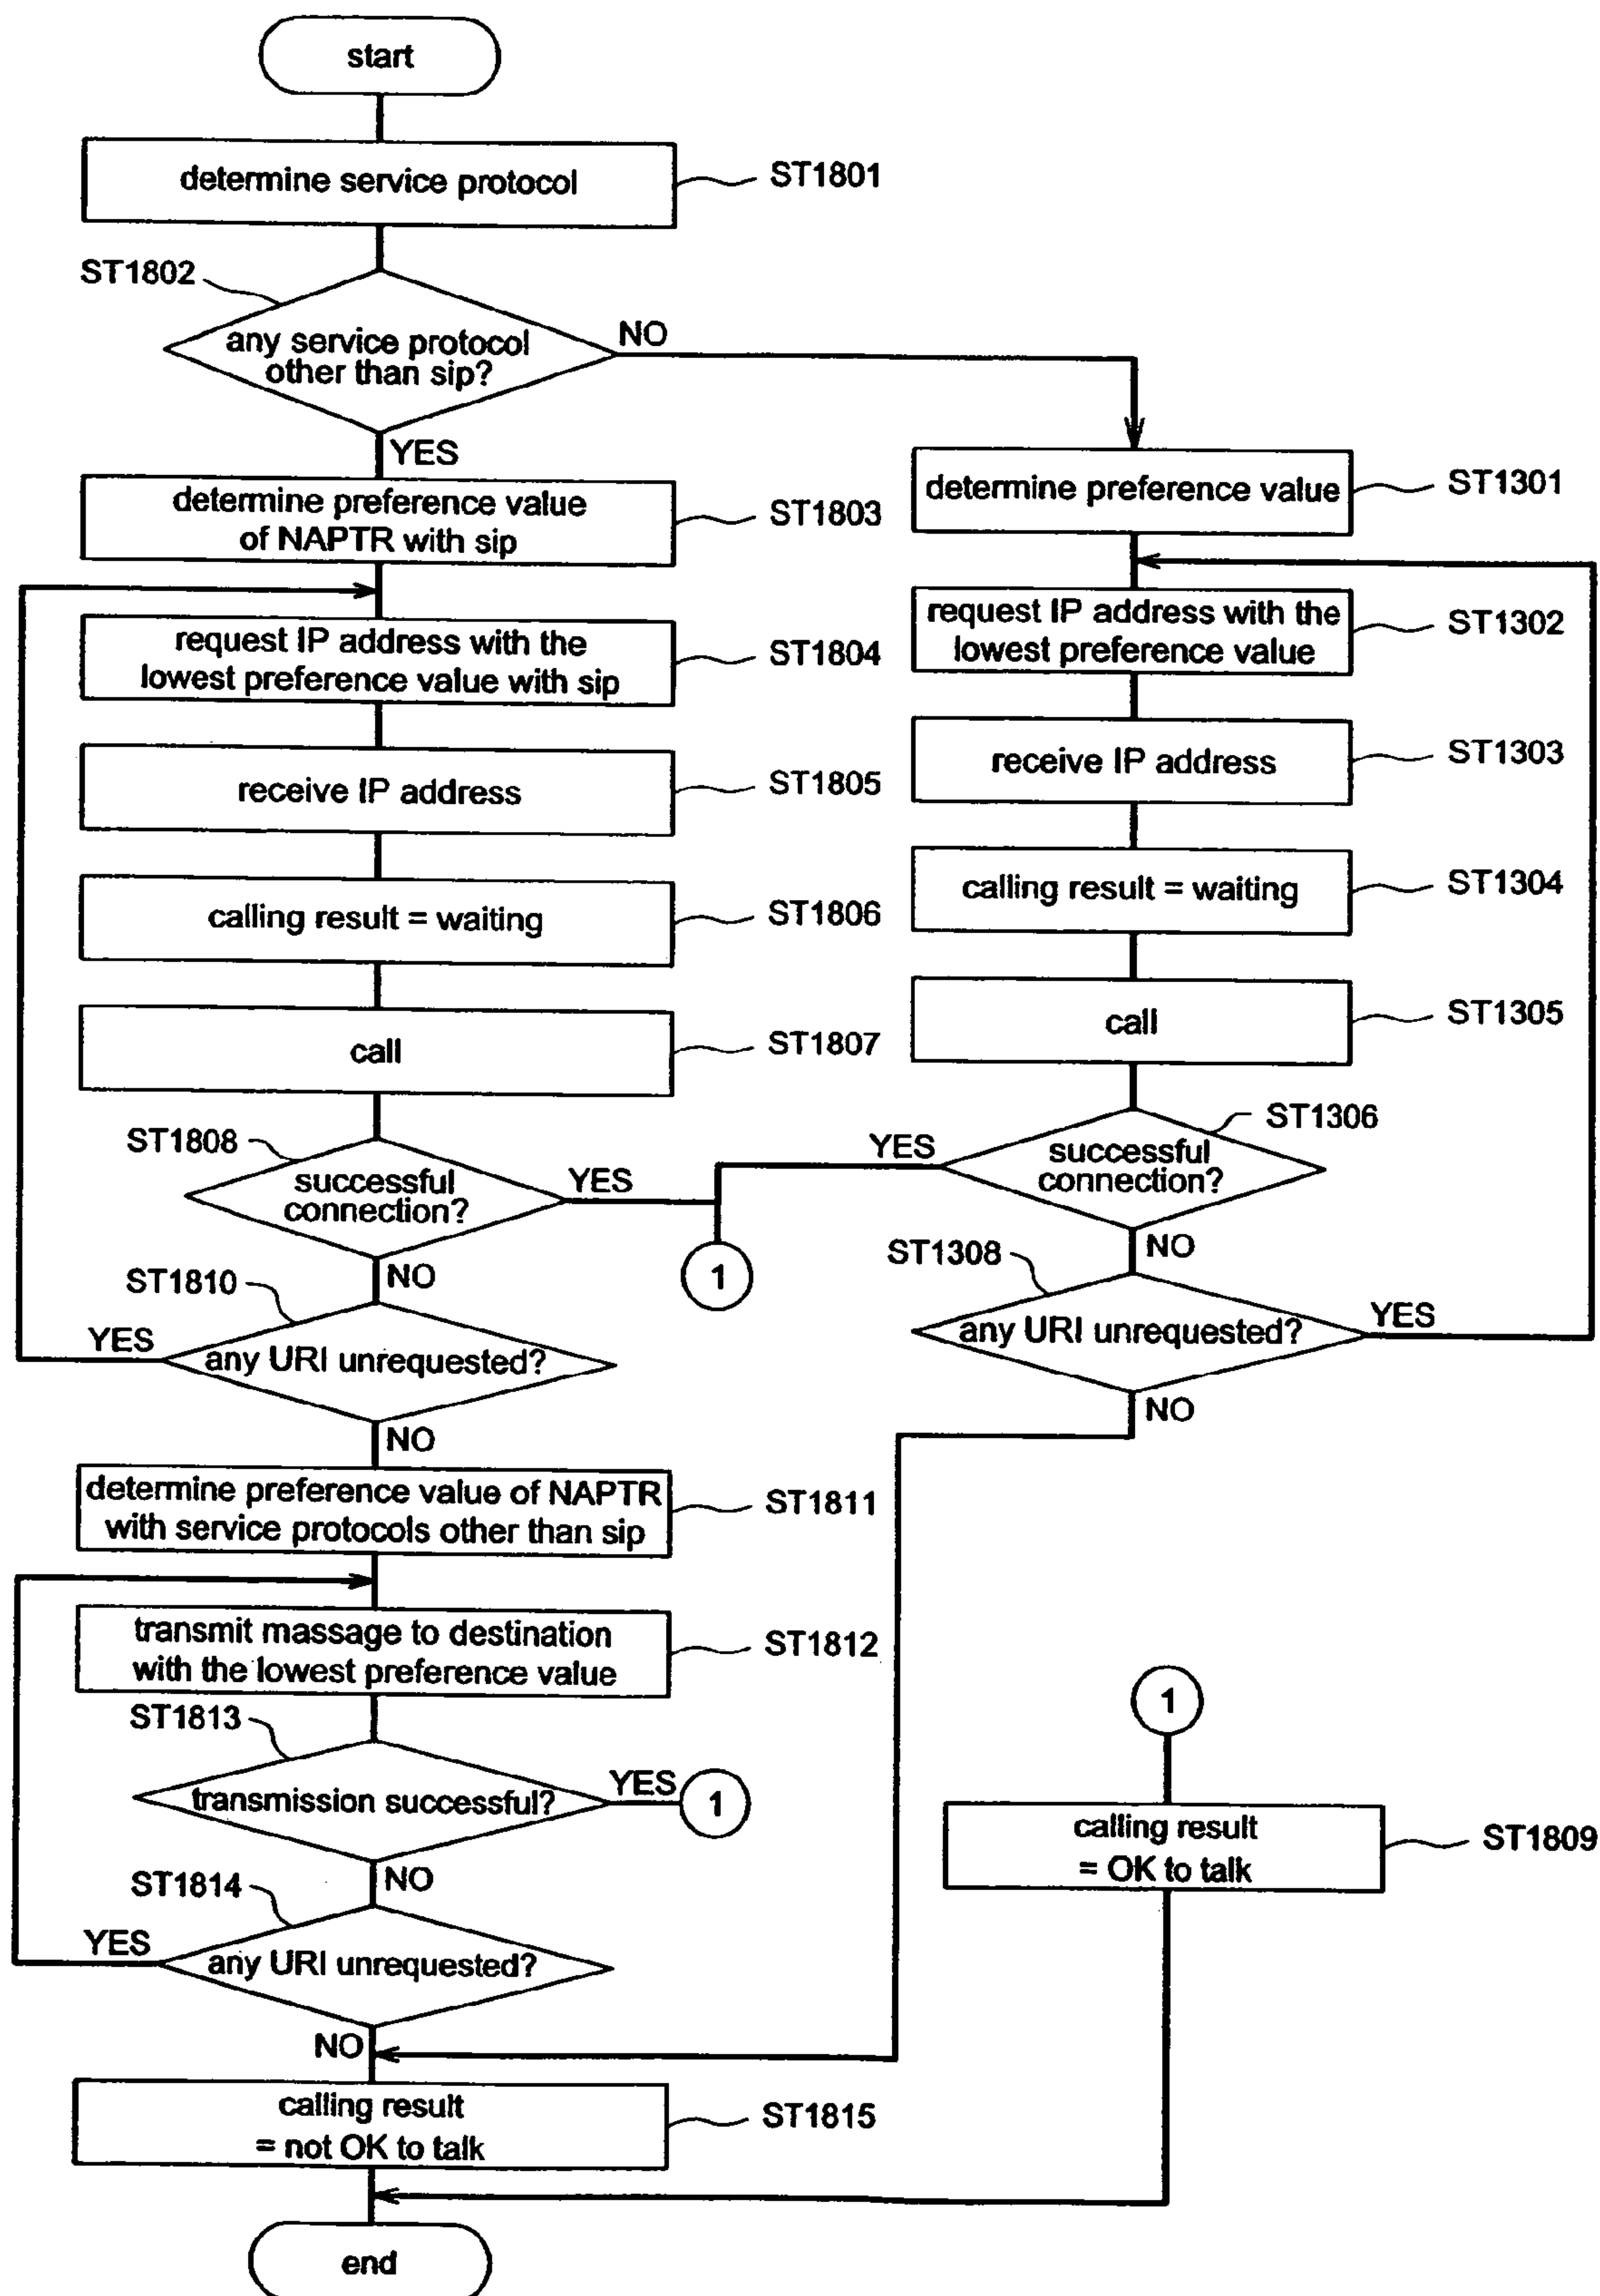 start
determine service protocol
ST1801
ST1802
any service protocol
other than sip?
NO
YES
determine preference value
of NAPTR with sip
ST1803
request IP address with the
lowest preference value with sip
ST1804
receive IP address
ST1805
calling result = waiting
ST1806
call
ST1807
ST1808
successful
connection?
YES
NO
1
ST1810
any URI unrequested?
YES
NO
determine preference value of NAPTR
with service protocols other than sip
ST1811
transmit massage to destination
with the lowest preference value
ST1812
ST1813
transmission successful?
YES
1
NO
ST1814
any URI unrequested?
YES
NO
calling result
= not OK to talk
ST1815
end
determine preference value
ST1301
request IP address with the
lowest preference value
ST1302
receive IP address
ST1303
calling result = waiting
ST1304
call
ST1305
ST1306
successful
connection?
YES
NO
ST1308
any URI unrequested?
YES
NO
1
calling result
= OK to talk
ST1809